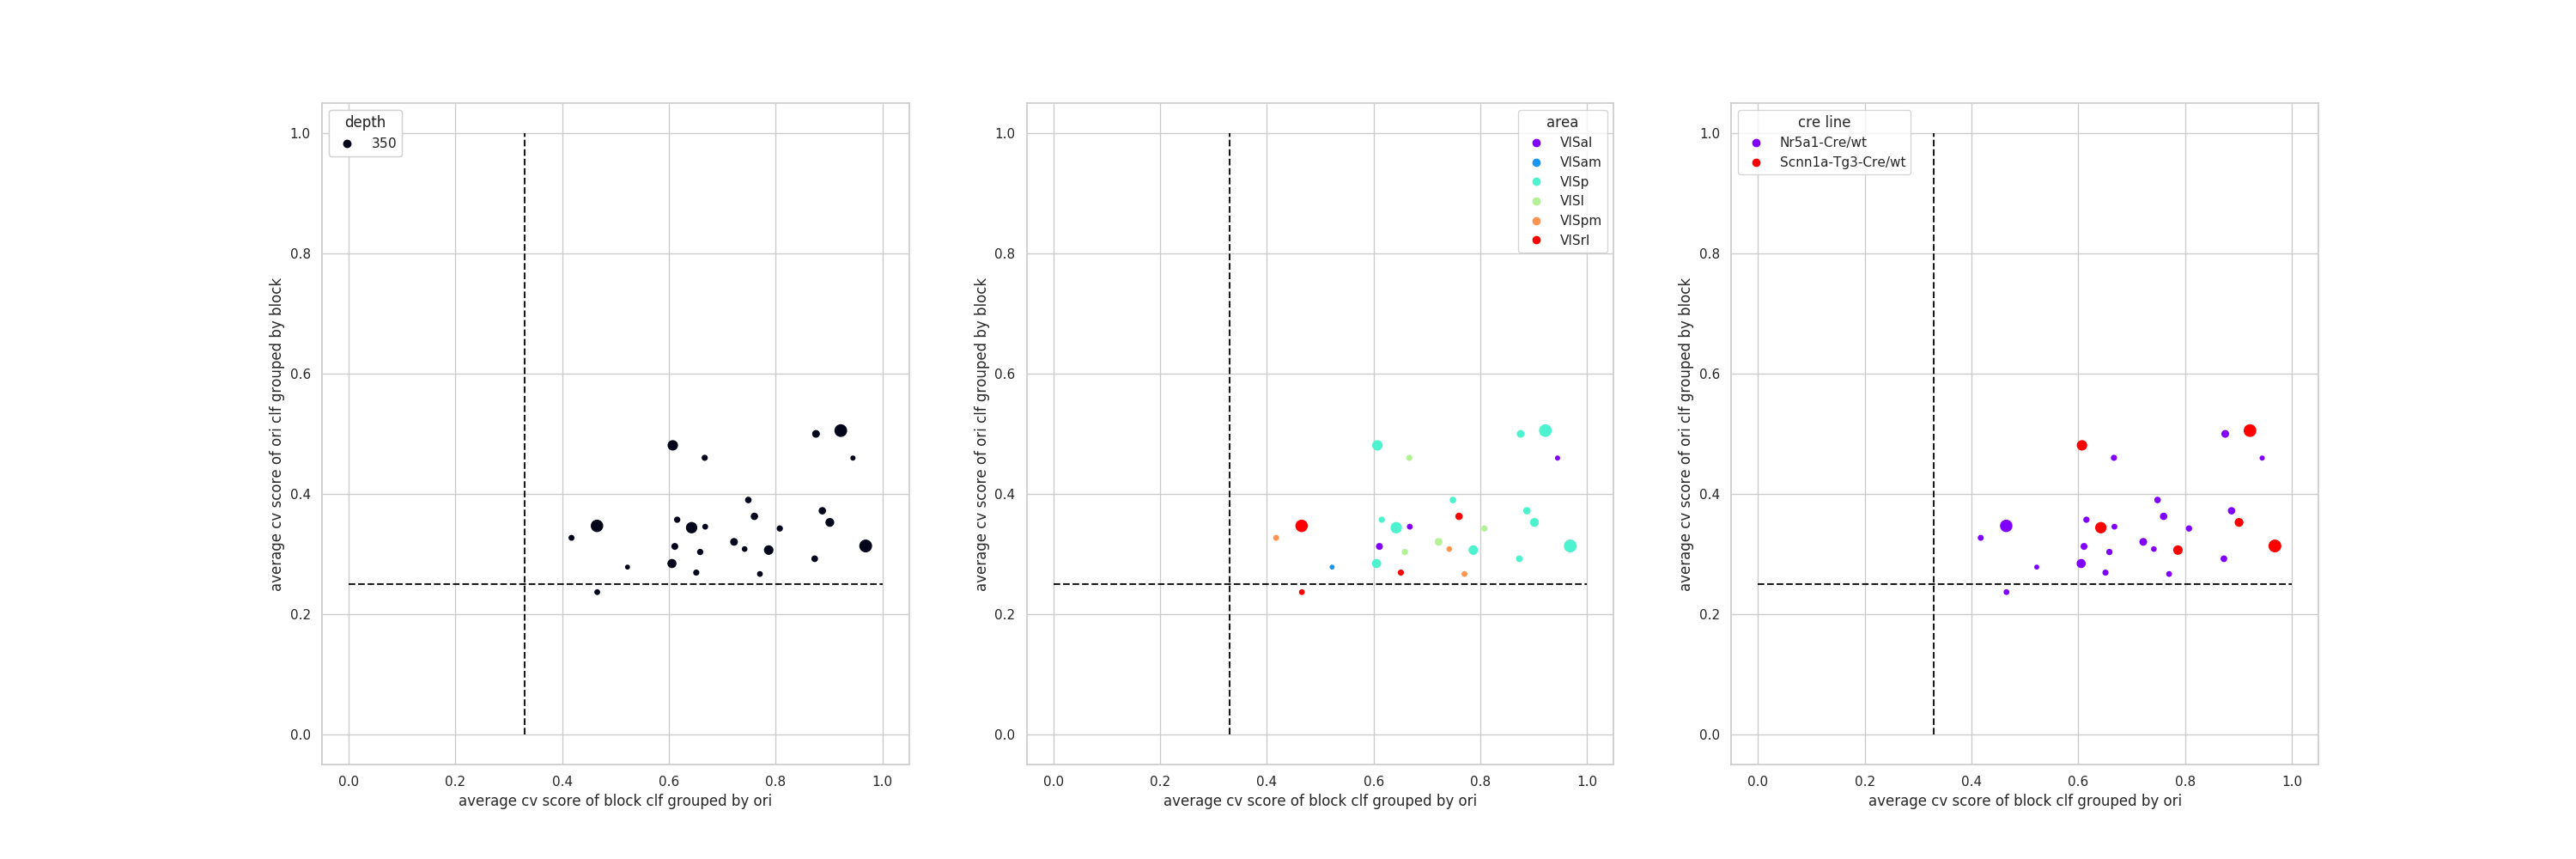 depth
350
1.0
0.8
0.6
0.4
0.2
0.0
0.0 0.2 0.4 0.6 0.8 1.0
average cv score of block clf grouped by ori
average cv score of ori clf grouped by block
area
VISal
VISam
VISp
VISl
VISpm
VISrl
1.0
0.8
0.6
0.4
0.2
0.0
0.0 0.2 0.4 0.6 0.8 1.0
average cv score of block clf grouped by ori
average cv score of ori clf grouped by block
cre line
Nr5a1-Cre/wt
Scnn1a-Tg3-Cre/wt
1.0
0.8
0.6
0.4
0.2
0.0
0.0 0.2 0.4 0.6 0.8 1.0
average cv score of block clf grouped by ori
average cv score of ori clf grouped by block